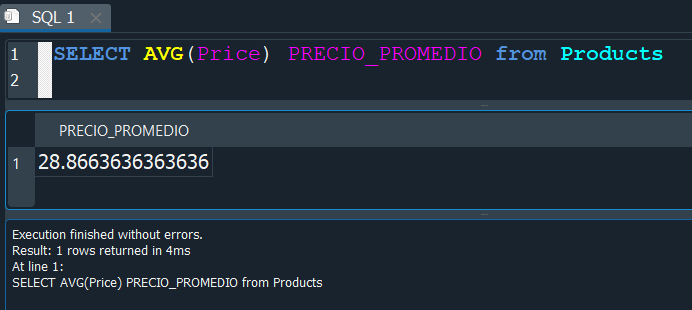 SQL 1
1 SELECT AVG(Price) PRECIO_PROMEDIO from Products
2
PRECIO_PROMEDIO
1 28.8663636363636
Execution finished without errors.
Result: 1 rows returned in 4ms
At line 1:
SELECT AVG(Price) PRECIO_PROMEDIO from Products